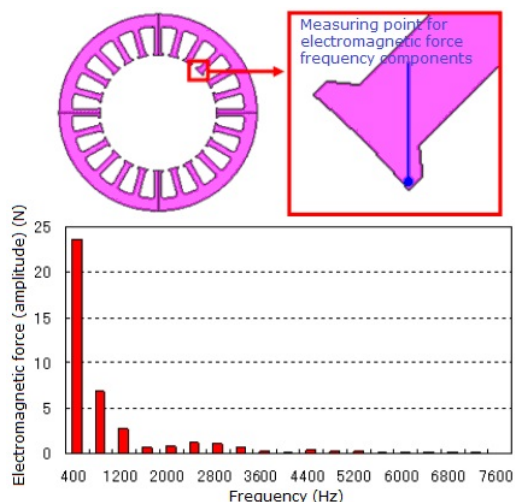 Measuring point for
electromagnetic force
frequency components
Electromagnetic force (amplitude) (N)
25
20
15
10
5
0
400 1200 2000 2800 3600 4400 5200 6000 6800 7600
Frequency (Hz)